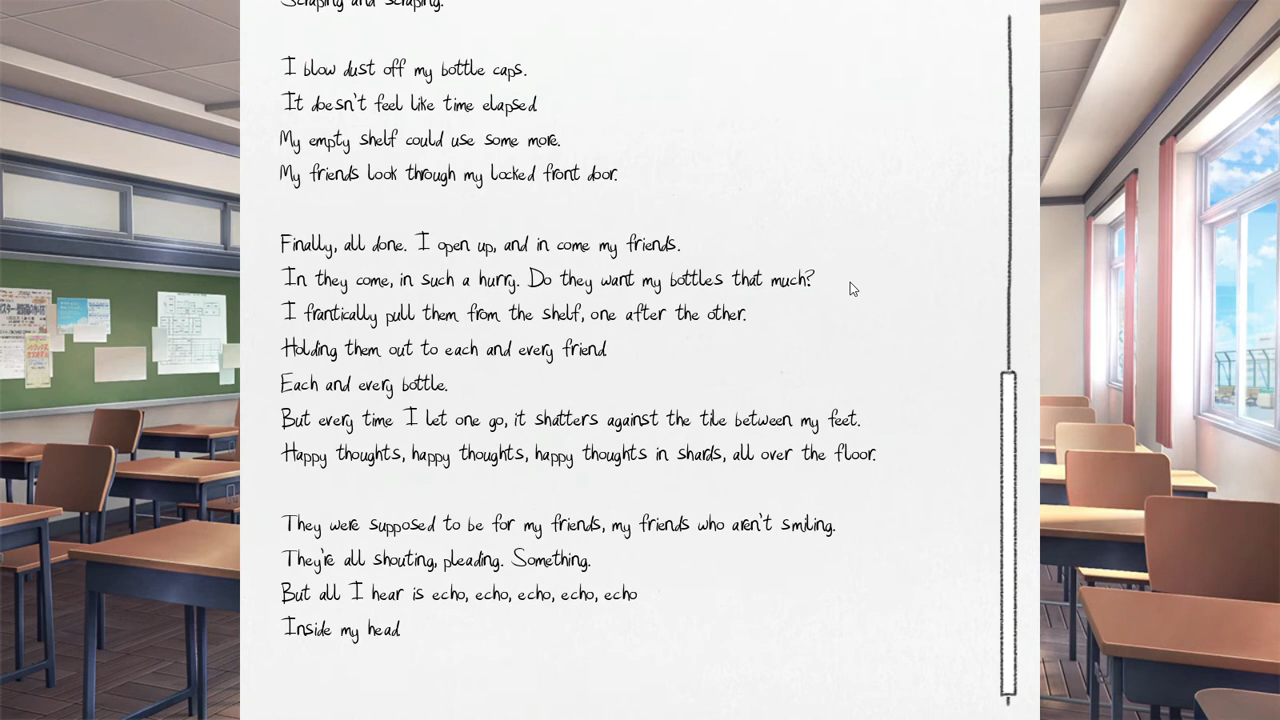 Scraping and scraping.
I blow dust off my bottle caps.
It doesn't feel like time elapsed
My empty shelf could use some more.
My friends look through my locked front door.
Finally, all done. I open up, and in come my friends.
In they come, in such a hurry. Do they want my bottles that much?
I frantically pull them from the shelf, one after the other.
Holding them out to each and every friend.
Each and every bottle.
But every time I let one go, it shatters against the tile between my feet.
Happy thoughts, happy thoughts, happy thoughts in shards, all over the floor.
They were supposed to be for my friends, my friends who aren't smiling.
They're all shouting, pleading. Something.
But all I hear is echo, echo, echo, echo, echo
Inside my head